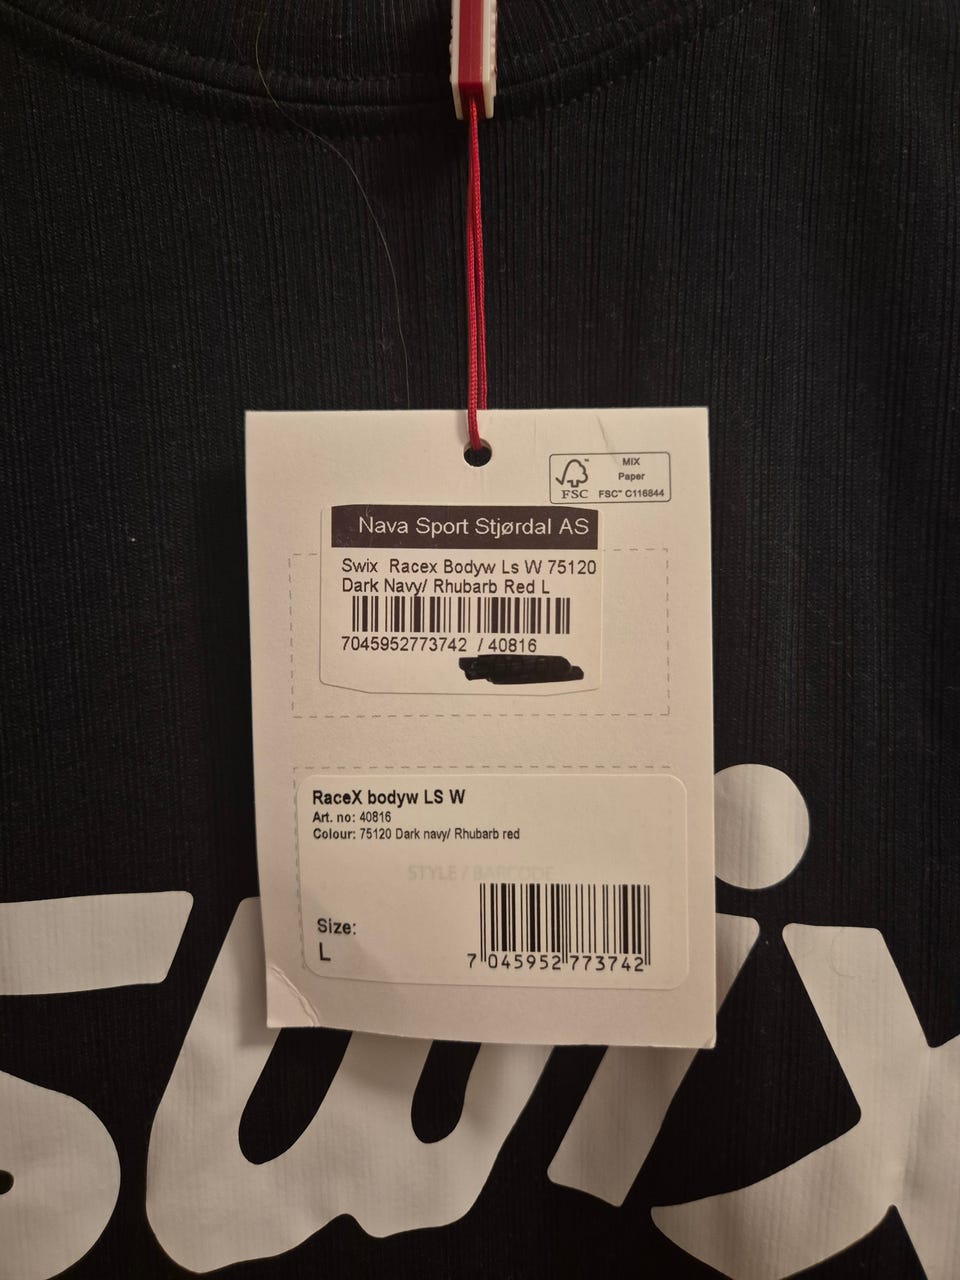 MIX
Paper
FSC™ C116844
FSC
Nava Sport Stjørdal AS
Swix Racex Bodyw Ls W 75120
Dark Navy/ Rhubarb Red L
7045952773742 / 40816
RaceX bodyw LS W
Art. no: 40816
Colour: 75120 Dark navy/ Rhubarb red
STYLE / BARCODE
Size:
L
7 045952 773742
Swix